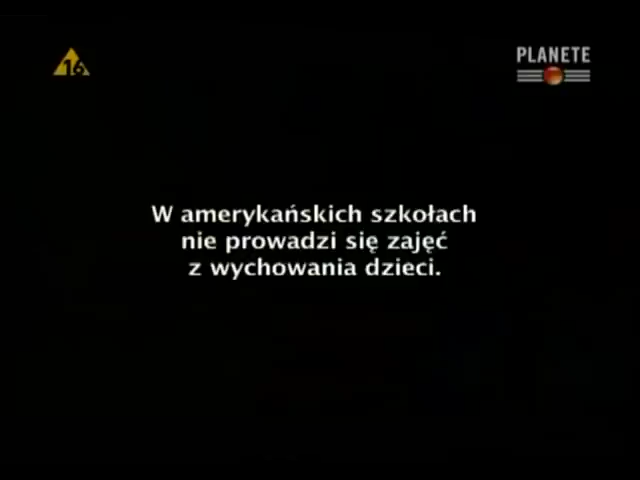 16
PLANETE
W amerykańskich szkołach
nie prowadzi się zajęć
z wychowania dzieci.